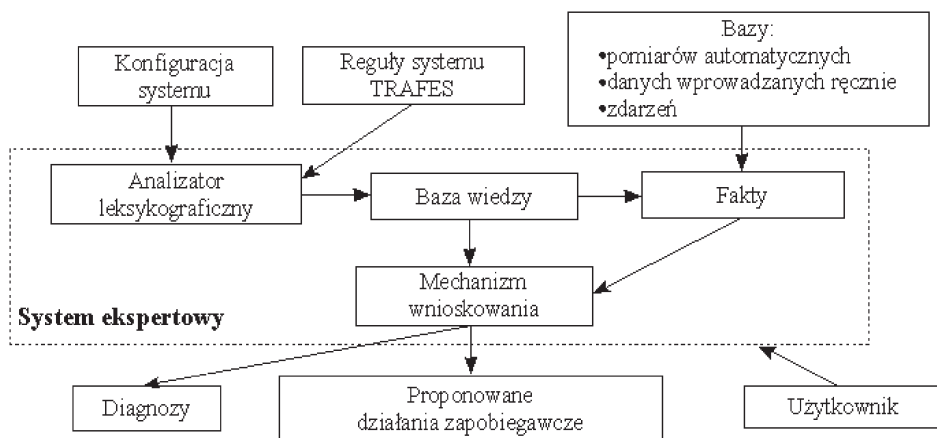 Konfiguracja
systemu
Reguły systemu
TRAFES
Bazy:
•pomiarów automatycznych
•danych wprowadzanych ręcznie
•zdarzeń
Analizator
leksykograficzny
Baza wiedzy
Fakty
Mechanizm
wnioskowania
System ekspertowy
Diagnozy
Proponowane
działania zapobiegawcze
Użytkownik